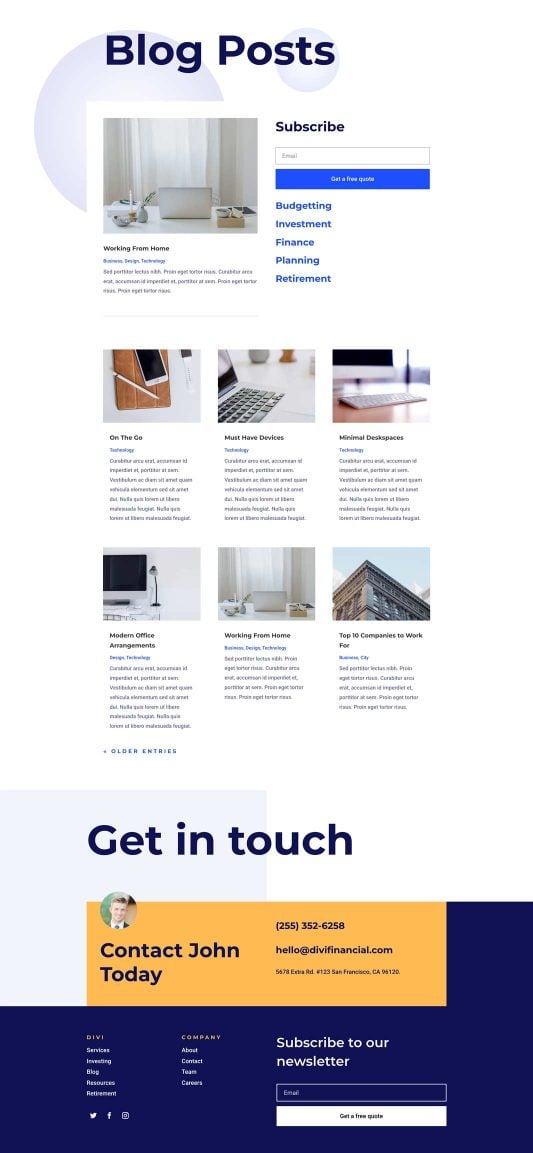 Blog Posts
Subscribe
Email
Get a free quote
Budgetting
Investment
Finance
Planning
Retirement
Working From Home
Business, Design, Technology
Sed porttitor lectus nibh. Proin eget tortor risus. Curabitur arcu
erat, accumsan id imperdiet et, porttitor at sem. Proin eget tortor
risus. Proin eget tortor risus.
On The Go
Technology
Curabitur arcu erat, accumsan id
imperdiet et, porttitor at sem.
Vestibulum ac diam sit amet quam
vehicula elementum sed sit amet
dui. Nulla quis lorem ut libero
malesuada feugiat. Nulla quis
lorem ut libero malesuada feugiat.
Must Have Devices
Technology
Curabitur arcu erat, accumsan id
imperdiet et, porttitor at sem.
Vestibulum ac diam sit amet quam
vehicula elementum sed sit amet
dui. Nulla quis lorem ut libero
malesuada feugiat. Nulla quis
lorem ut libero malesuada feugiat.
Minimal Deskspaces
Technology
Curabitur arcu erat, accumsan id
imperdiet et, porttitor at sem.
Vestibulum ac diam sit amet quam
vehicula elementum sed sit amet
dui. Nulla quis lorem ut libero
malesuada feugiat. Nulla quis
lorem ut libero malesuada feugiat.
Modern Office
Arrangements
Design, Technology
Curabitur arcu erat, accumsan id
imperdiet et, porttitor at sem.
Vestibulum ac diam sit amet quam
vehicula elementum sed sit amet
dui. Nulla quis lorem ut libero
malesuada feugiat. Nulla quis
lorem ut libero malesuada feugiat.
Working From Home
Business, Design, Technology
Sed porttitor lectus nibh. Proin
eget tortor risus. Curabitur arcu
erat, accumsan id imperdiet et,
porttitor at sem. Proin eget tortor
risus. Proin eget tortor risus.
Top 10 Companies to Work
For
Business, City
Sed porttitor lectus nibh. Proin
eget tortor risus. Curabitur arcu
erat, accumsan id imperdiet et,
porttitor at sem. Proin eget tortor
risus. Proin eget tortor risus.
« OLDER ENTRIES
Get in touch
Contact John
Today
(255) 352-6258
hello@divifinancial.com
5678 Extra Rd. #123 San Francisco, CA 96120.
DIVI
Services
Investing
Blog
Resources
Retirement
COMPANY
About
Contact
Team
Careers
Subscribe to our
newsletter
Email
Get a free quote